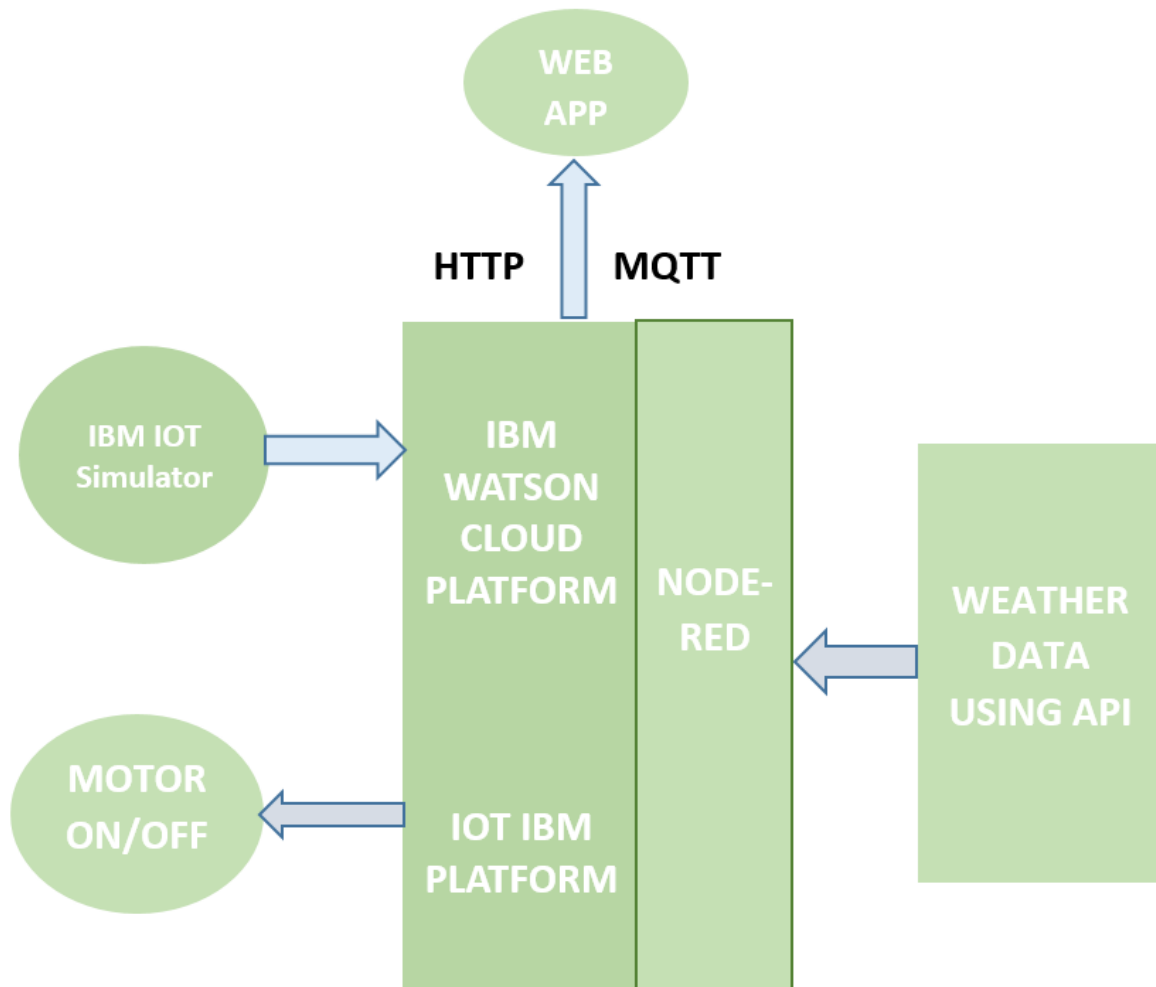 WEB
APP
HTTP
MQTT
IBM IOT
Simulator
IBM
WATSON
CLOUD
PLATFORM
NODE-
RED
WEATHER
DATA
USING API
MOTOR
ON/OFF
IOT IBM
PLATFORM